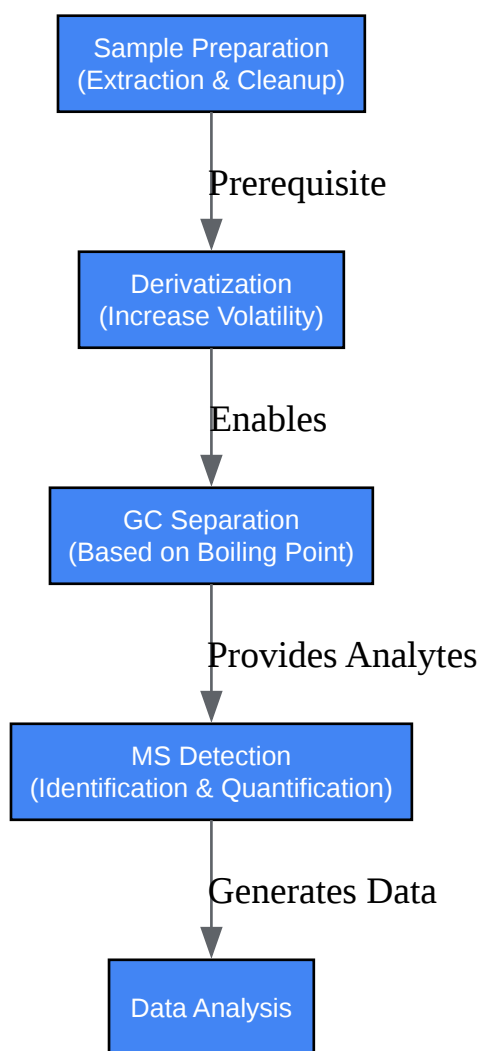 Sample Preparation
(Extraction & Cleanup)
Prerequisite
Derivatization
(Increase Volatility)
Enables
GC Separation
(Based on Boiling Point)
Provides Analytes
MS Detection
(Identification & Quantification)
Generates Data
Data Analysis